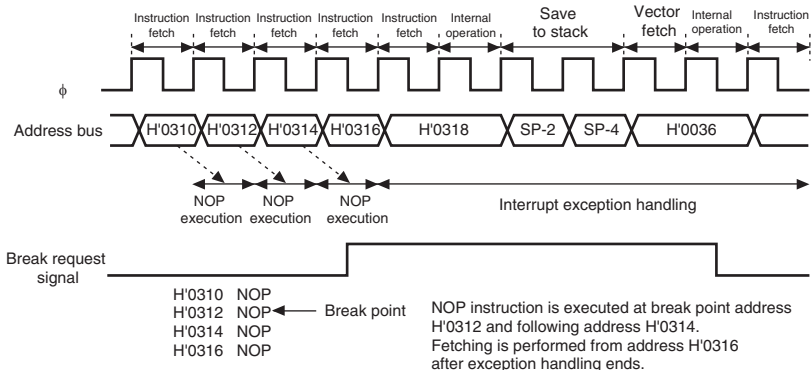 Instruction fetch Instruction fetch Instruction fetch Instruction fetch Instruction fetch Internal operation Save to stack Vector fetch Internal operation Instruction fetch
φ
Address bus H'0310 H'0312 H'0314 H'0316 H'0318 SP-2 SP-4 H'0036
NOP execution NOP execution NOP execution Interrupt exception handling
Break request signal
H'0310 NOP
H'0312 NOP Break point
H'0314 NOP
H'0316 NOP
NOP instruction is executed at break point address
H'0312 and following address H'0314.
Fetching is performed from address H'0316
after exception handling ends.